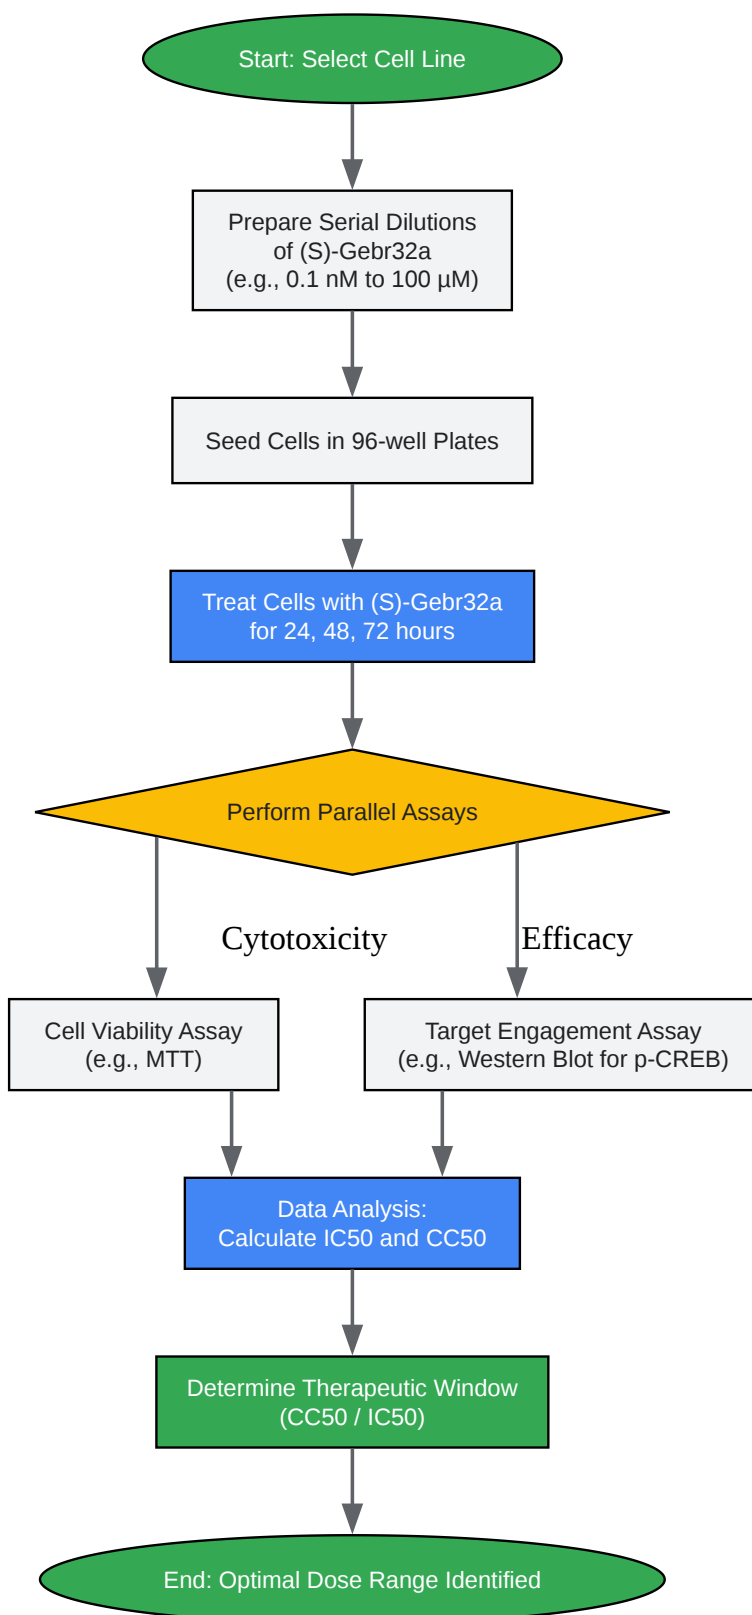 Start: Select Cell Line
Prepare Serial Dilutions
of (S)-Gebr32a
(e.g., 0.1 nM to 100 µM)
Seed Cells in 96-well Plates
Treat Cells with (S)-Gebr32a
for 24, 48, 72 hours
Perform Parallel Assays
Cytotoxicity
Efficacy
Cell Viability Assay
(e.g., MTT)
Target Engagement Assay
(e.g., Western Blot for p-CREB)
Data Analysis:
Calculate IC50 and CC50
Determine Therapeutic Window
(CC50 / IC50)
End: Optimal Dose Range Identified